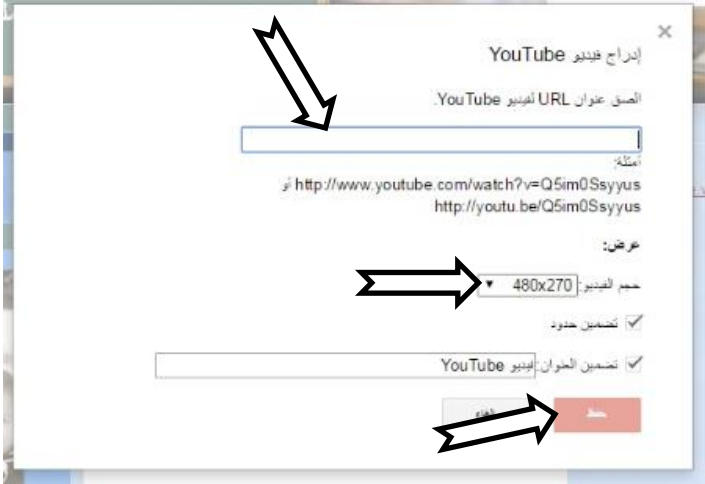 إدراج فيديو YouTube
الصق عنوان URL لفيديو YouTube.
أمثلة:
http://www.youtube.com/watch?v=Q5im0Ssyyus أو
http://youtu.be/Q5im0Ssyyus
عرض:
حجم الفيديو: 480x270
تضمين حدود
تضمين العنوان: فيديو YouTube
حفظ
إلغاء